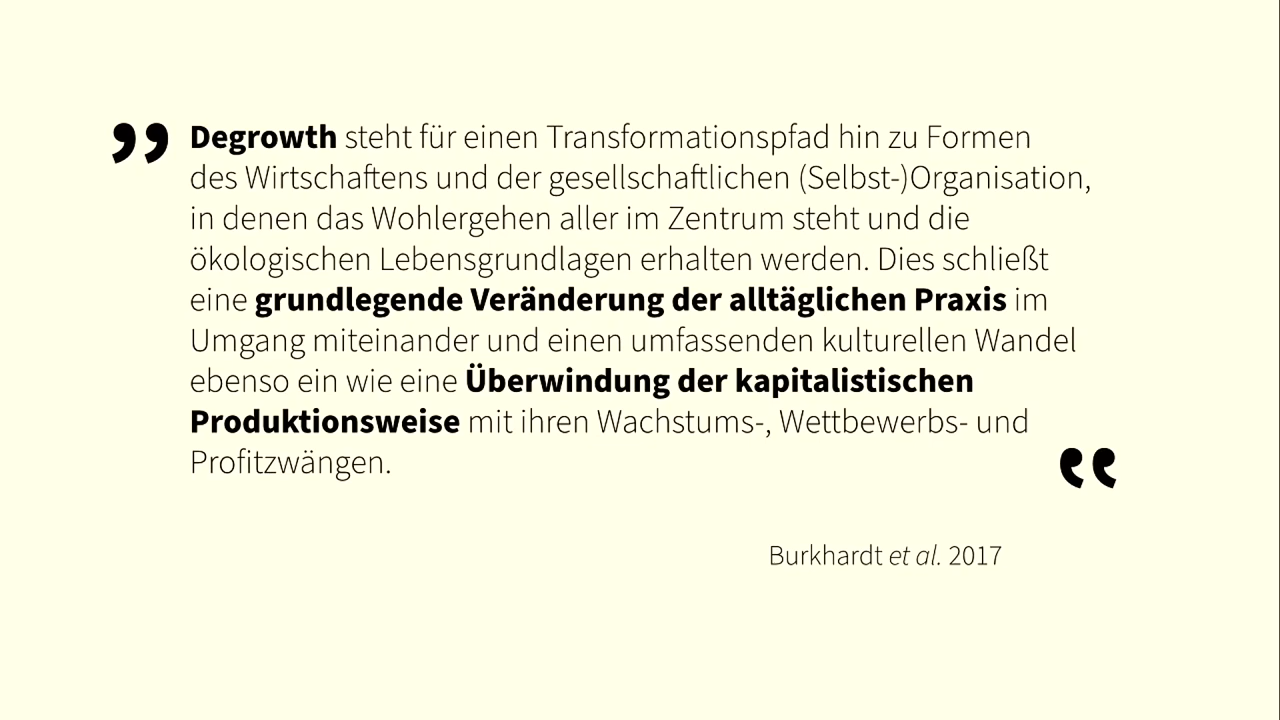 ” Degrowth steht für einen Transformationspfad hin zu Formen
des Wirtschaftens und der gesellschaftlichen (Selbst-)Organisation,
in denen das Wohlergehen aller im Zentrum steht und die
ökologischen Lebensgrundlagen erhalten werden. Dies schließt
eine grundlegende Veränderung der alltäglichen Praxis im
Umgang miteinander und einen umfassenden kulturellen Wandel
ebenso ein wie eine Überwindung der kapitalistischen
Produktionsweise mit ihren Wachstums-, Wettbewerbs- und
Profitzwängen. “
Burkhardt et al. 2017